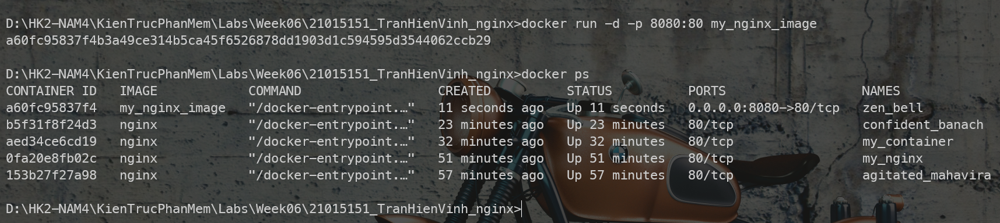 D:\HK2-NAM4\KienTrucPhanMem\Labs\Week06\21015151_TranHienVinh_nginx>docker run -d -p 8080:80 my_nginx_image
a60fc95837f4b3a49ce314b5ca45f6526878dd1903d1c594595d3544062ccb29
D:\HK2-NAM4\KienTrucPhanMem\Labs\Week06\21015151_TranHienVinh_nginx>docker ps
CONTAINER ID   IMAGE            COMMAND                  CREATED          STATUS          PORTS                  NAMES
a60fc95837f4   my_nginx_image   "/docker-entrypoint.…"   11 seconds ago   Up 11 seconds   0.0.0.0:8080->80/tcp   zen_bell
b5f31f8f24d3   nginx            "/docker-entrypoint.…"   23 minutes ago   Up 23 minutes   80/tcp                 confident_banach
aed34ce6cd19   nginx            "/docker-entrypoint.…"   32 minutes ago   Up 32 minutes   80/tcp                 my_container
0fa20e8fb02c   nginx            "/docker-entrypoint.…"   51 minutes ago   Up 51 minutes   80/tcp                 my_nginx
153b27f27a98   nginx            "/docker-entrypoint.…"   57 minutes ago   Up 57 minutes   80/tcp                 agitated_mahavira
D:\HK2-NAM4\KienTrucPhanMem\Labs\Week06\21015151_TranHienVinh_nginx>